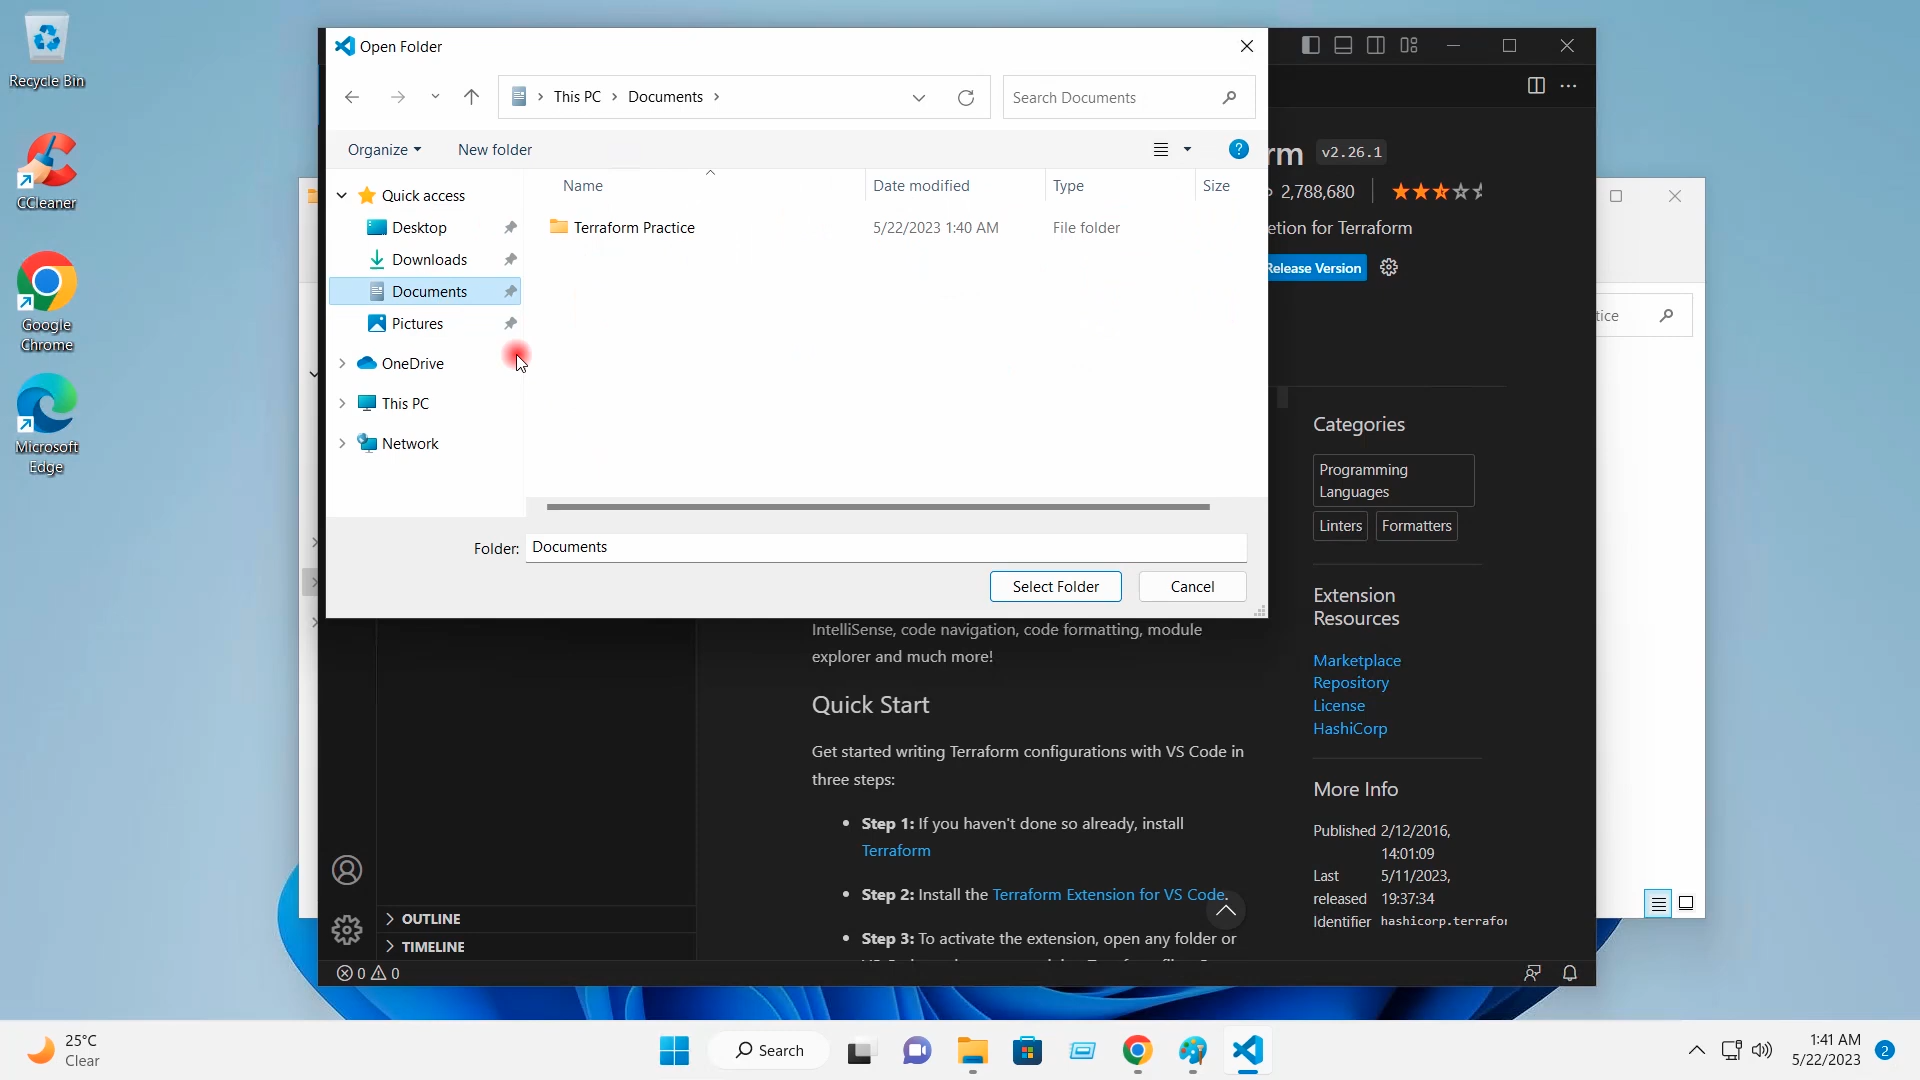 Recycle Bin
CCleaner
Google
Chrome
Microsoft
Edge
Open Folder
This PC
Documents
Search Documents
Organize
New folder
Name
Date modified
Type
Size
Quick access
Desktop
Downloads
Documents
Pictures
OneDrive
This PC
Network
Terraform Practice
5/22/2023 1:40 AM
File folder
Folder:
Documents
Select Folder
Cancel
rm
v2.26.1
2,788,680
etion for Terraform
Release Version
tice
Categories
Programming
Languages
Linters
Formatters
Extension
Resources
Marketplace
Repository
License
HashiCorp
More Info
Published 2/12/2016,
14:01:09
Last 5/11/2023,
released 19:37:34
Identifier hashicorp.terrafor
IntelliSense, code navigation, code formatting, module
explorer and much more!
Quick Start
Get started writing Terraform configurations with VS Code in
three steps:
• Step 1: If you haven't done so already, install
Terraform
• Step 2: Install the Terraform Extension for VS Code.
• Step 3: To activate the extension, open any folder or
OUTLINE
TIMELINE
0 0
25°C
Clear
Search
1:41 AM
5/22/2023
2